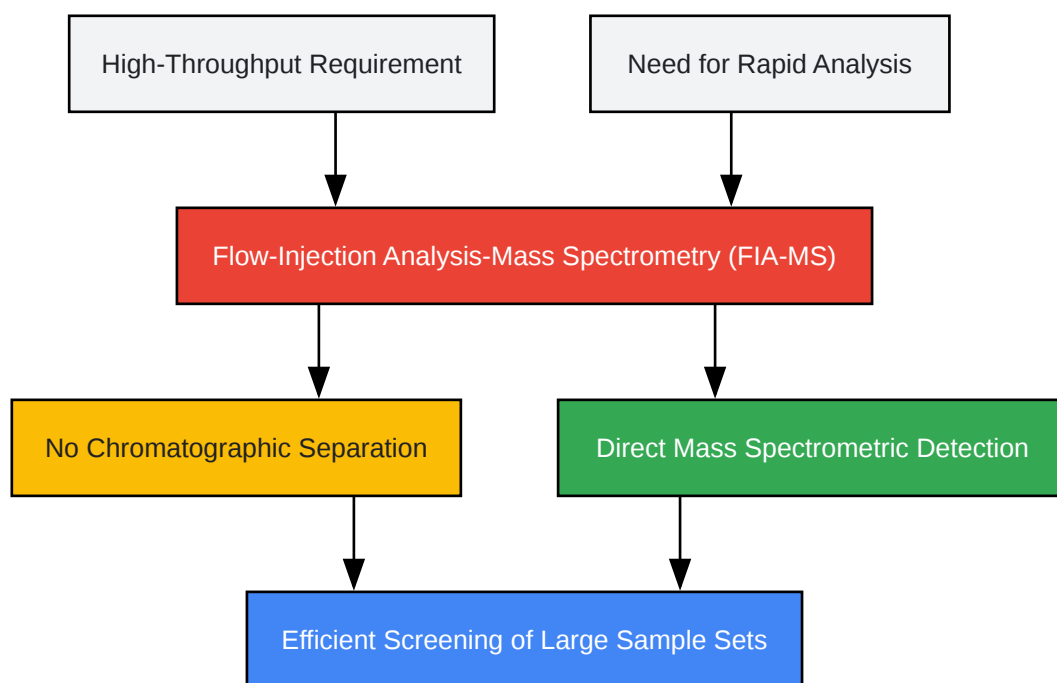 High-Throughput Requirement
Need for Rapid Analysis
Flow-Injection Analysis-Mass Spectrometry (FIA-MS)
No Chromatographic Separation
Direct Mass Spectrometric Detection
Efficient Screening of Large Sample Sets